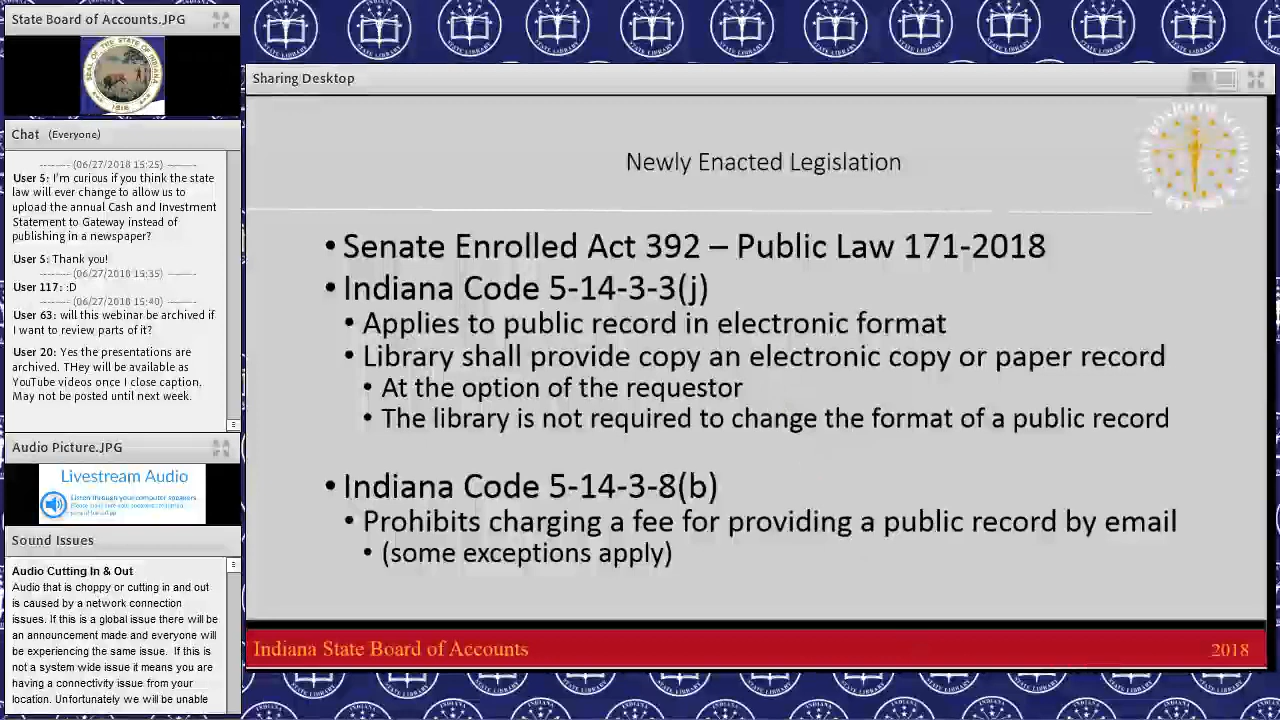 State Board of Accounts.JPG
Chat (Everyone)
-------- (06/27/2018 15:25) --------
User 5: I'm curious if you think the state
law will ever change to allow us to
upload the annual Cash and Investment
Statement to Gateway instead of
publishing in a newspaper?
User 5: Thank you!
-------- (06/27/2018 15:35) --------
User 117: :D
-------- (06/27/2018 15:40) --------
User 63: will this webinar be archived if
I want to review parts of it?
User 20: Yes the presentations are
archived. THey will be available as
YouTube videos once I close caption.
May not be posted until next week.
Audio Picture.JPG
Livestream Audio
Listen through your computer speakers
Sound Issues
Audio Cutting In & Out
Audio that is choppy or cutting in and out
is caused by a network connection
issues. If this is a global issue there will be
an announcement made and everyone will
be experiencing the same issue. If this is
not a system wide issue it means you are
having a connectivity issue from your
location. Unfortunately we will be unable
Sharing Desktop
Newly Enacted Legislation
• Senate Enrolled Act 392 – Public Law 171-2018
• Indiana Code 5-14-3-3(j)
• Applies to public record in electronic format
• Library shall provide copy an electronic copy or paper record
• At the option of the requestor
• The library is not required to change the format of a public record
• Indiana Code 5-14-3-8(b)
• Prohibits charging a fee for providing a public record by email
• (some exceptions apply)
Indiana State Board of Accounts
2018